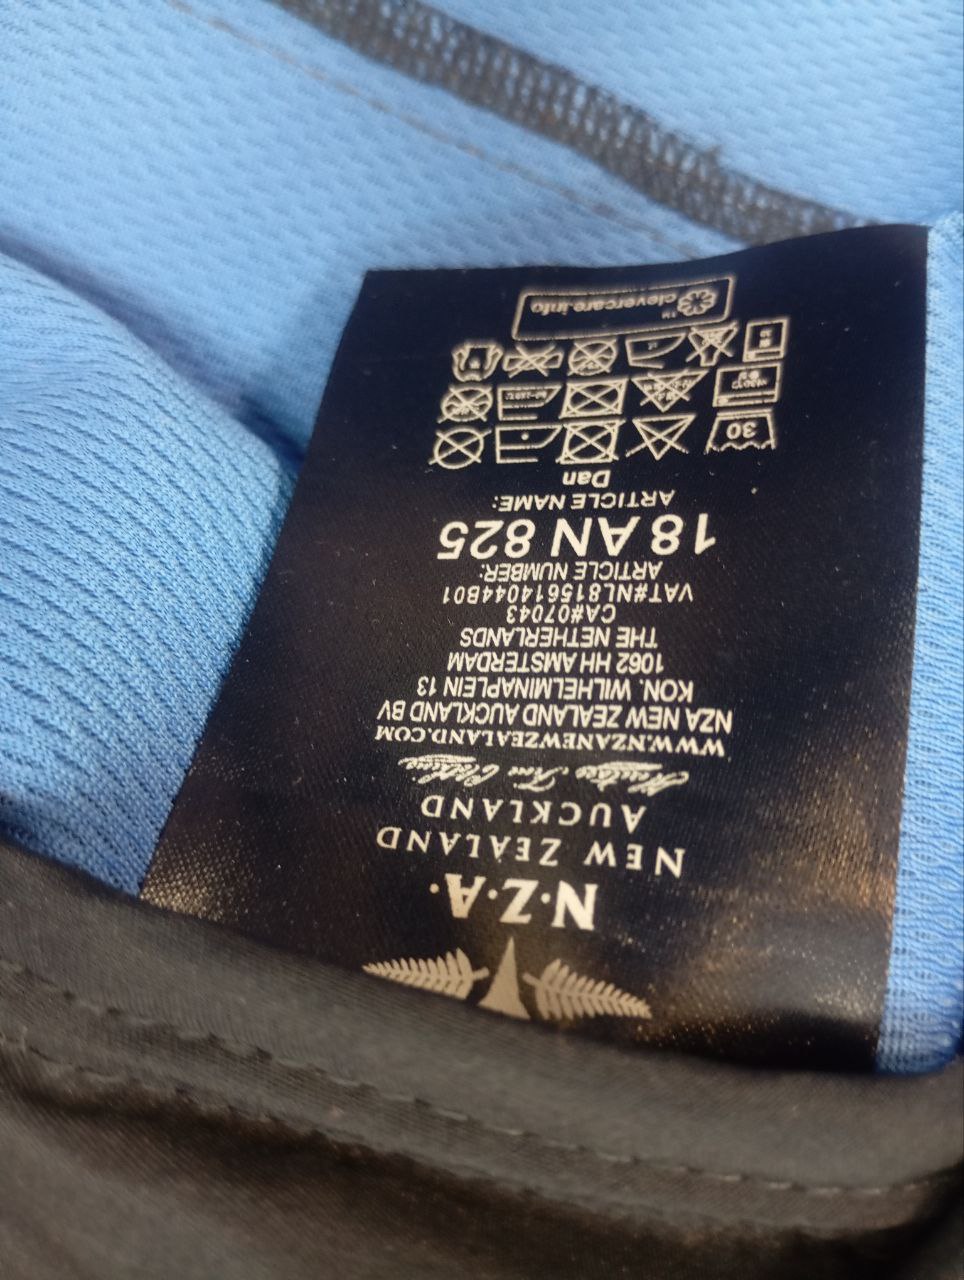 N.Z.A.
NEW ZEALAND
AUCKLAND
WWW.NZANEWZEALAND.COM
NZA NEW ZEALAND AUCKLAND BV
KON. WILHELMINAPLEIN 13
1062 HH AMSTERDAM
THE NETHERLANDS
CA#07043
VAT#NL815614044B01
ARTICLE NUMBER:
18 AN 825
ARTICLE NAME:
Dan
30
clevercare.info